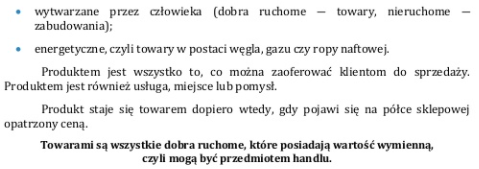 • wytwarzane przez człowieka (dobra ruchome — towary, nieruchome —
zabudowania);
• energetyczne, czyli towary w postaci węgla, gazu czy ropy naftowej.
Produktem jest wszystko to, co można zaoferować klientom do sprzedaży.
Produktem jest również usługa, miejsce lub pomysł.
Produkt staje się towarem dopiero wtedy, gdy pojawi się na półce sklepowej
opatrzony ceną.
Towarami są wszystkie dobra ruchome, które posiadają wartość wymienną,
czyli mogą być przedmiotem handlu.